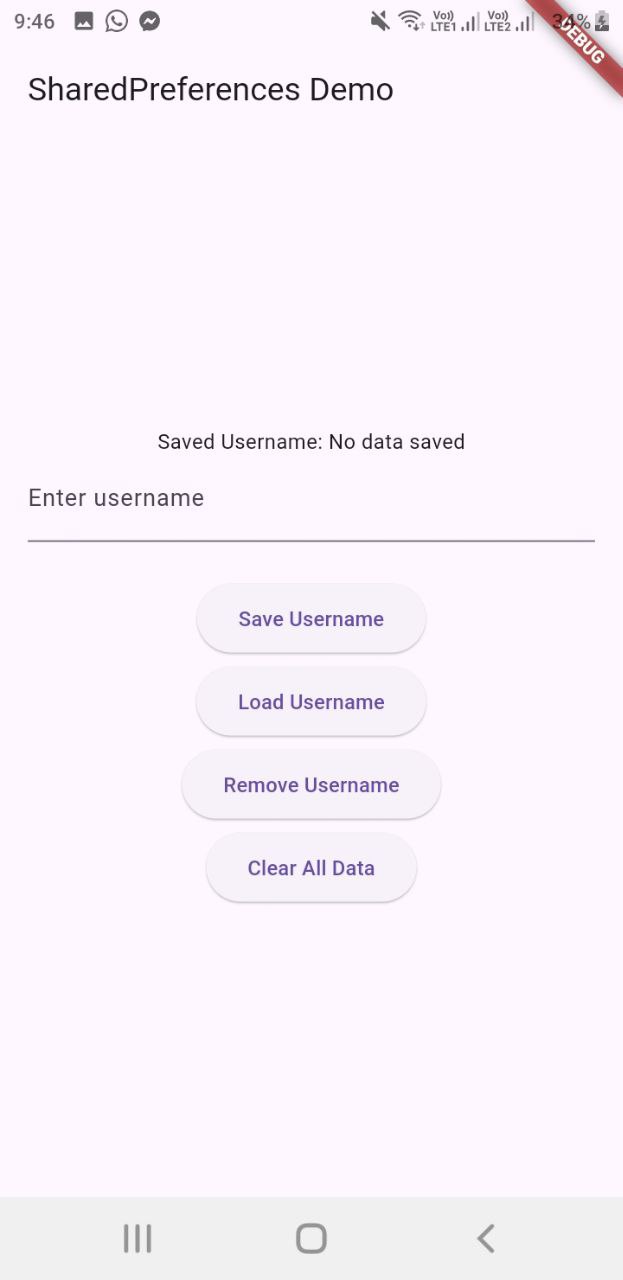 9:46 Vo)) LTE1 Vo)) LTE2 34%
DEBUG
SharedPreferences Demo
Saved Username: No data saved
Enter username
Save Username
Load Username
Remove Username
Clear All Data